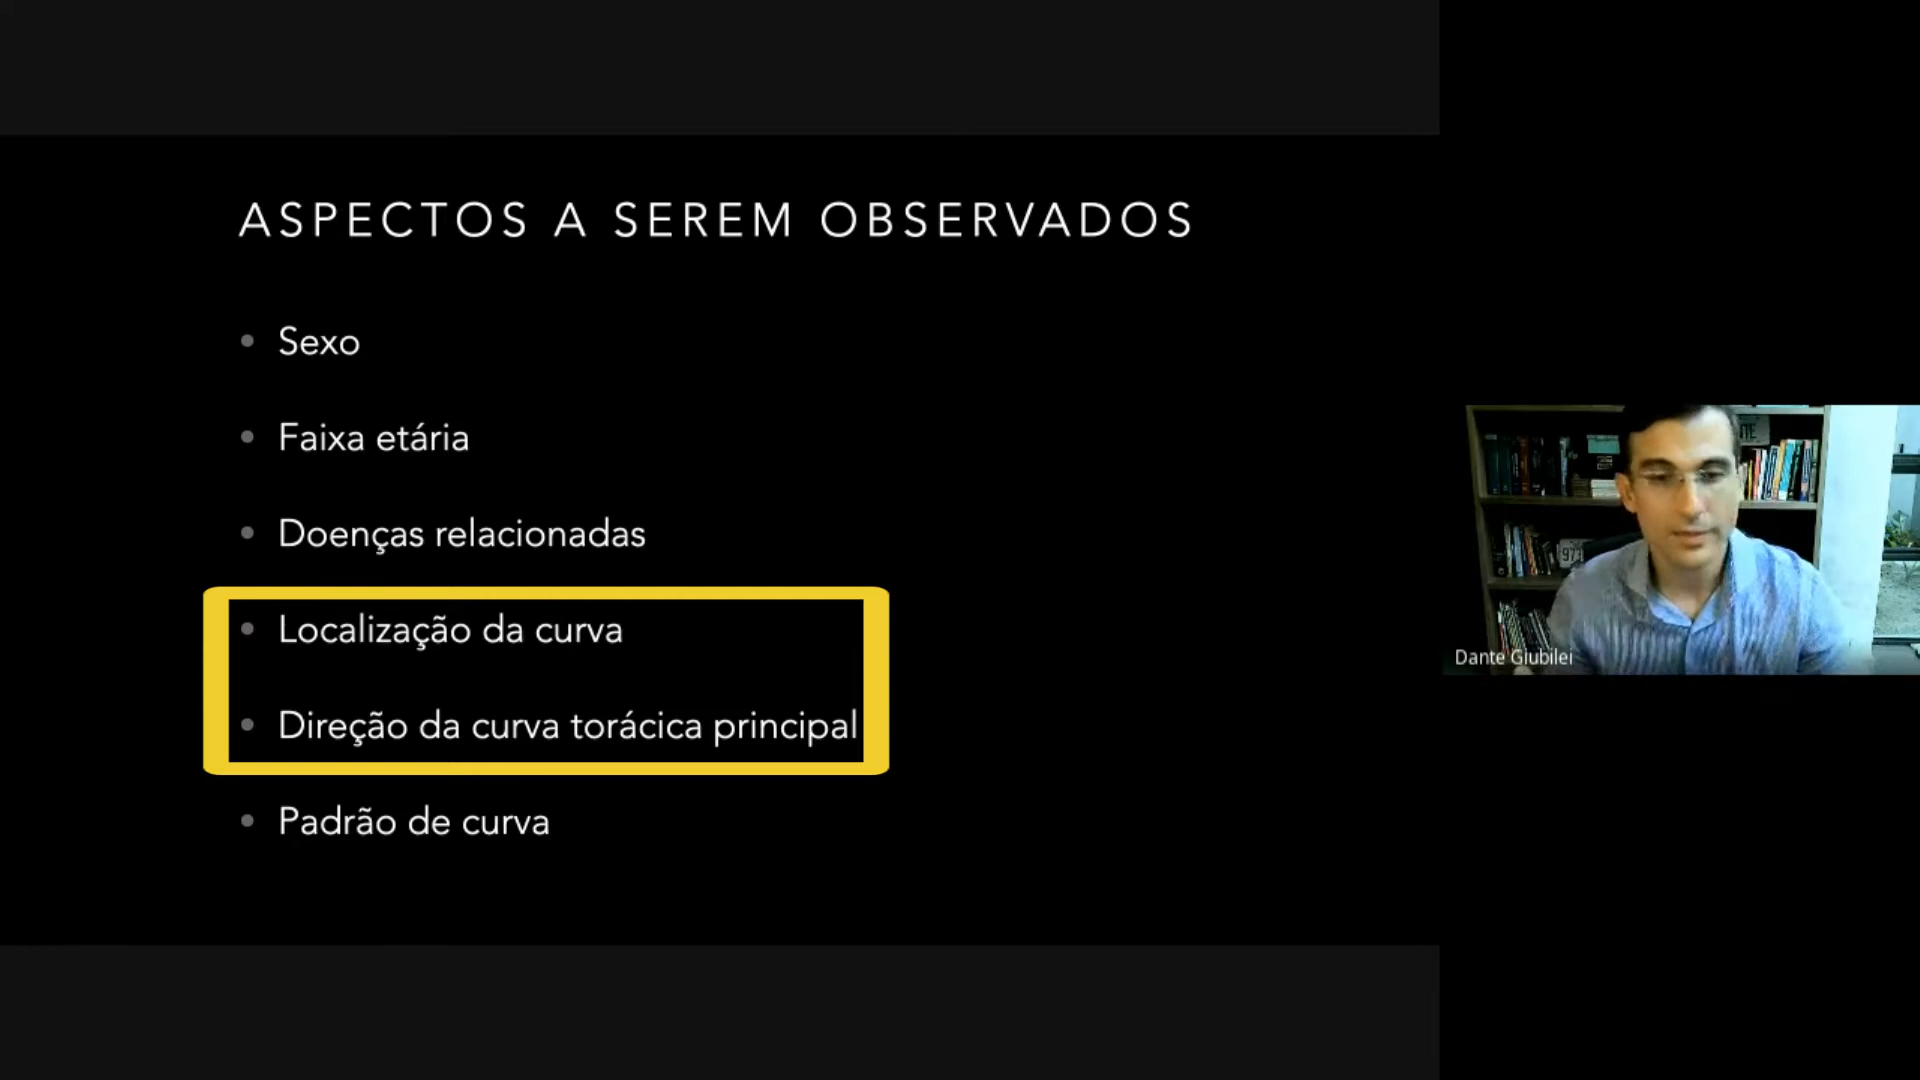 ASPECTOS A SEREM OBSERVADOS
• Sexo
• Faixa etária
• Doenças relacionadas
• Localização da curva
• Direção da curva torácica principal
• Padrão de curva
Dante Giubilei